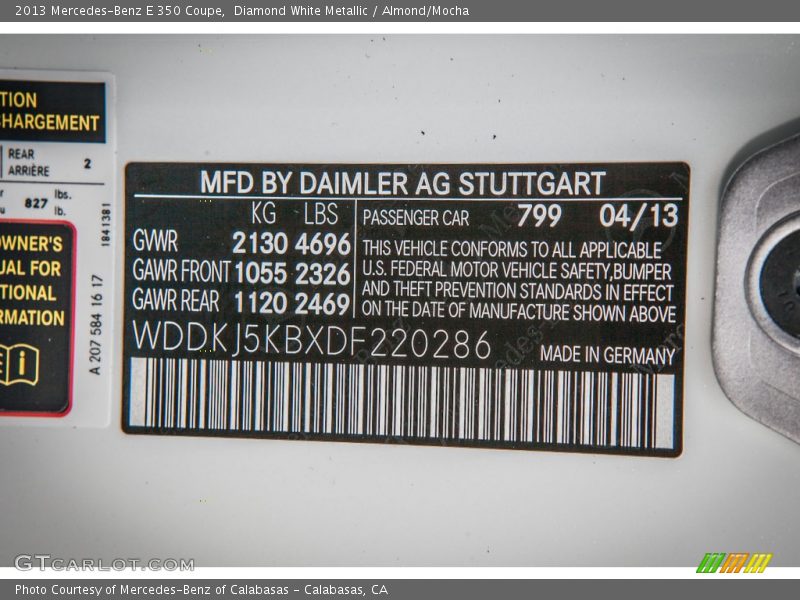 2013 Mercedes-Benz E 350 Coupe,  Diamond White Metallic / Almond/Mocha
TION
CHARGEMENT
REAR
ARRIÈRE 2
827 lbs.
lb.
OWNER'S
UAL FOR
TIONAL
RMATION
i
1841381
A 207 584 16 17
MFD BY DAIMLER AG STUTTGART
KG LBS
GWR 2130 4696
GAWR FRONT 1055 2326
GAWR REAR 1120 2469
PASSENGER CAR 799 04/13
THIS VEHICLE CONFORMS TO ALL APPLICABLE
U.S. FEDERAL MOTOR VEHICLE SAFETY,BUMPER
AND THEFT PREVENTION STANDARDS IN EFFECT
ON THE DATE OF MANUFACTURE SHOWN ABOVE
WDDKJ5KBXDF220286
MADE IN GERMANY
GTCARLOT.COM
Photo Courtesy of Mercedes-Benz of Calabasas - Calabasas, CA